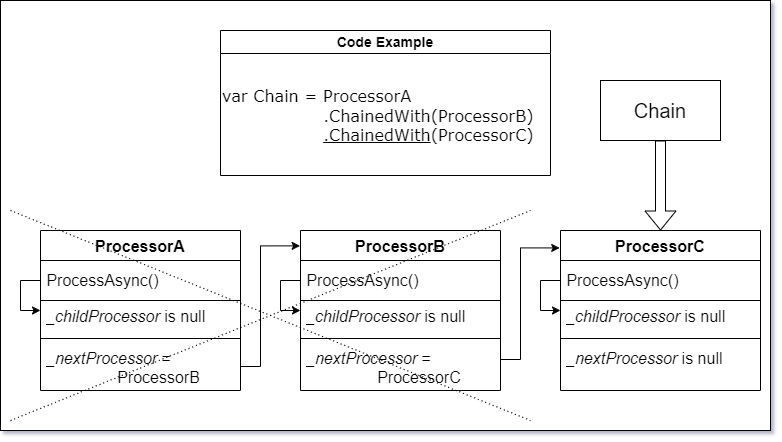 Code Example
var Chain = ProcessorA
.ChainedWith(ProcessorB)
.ChainedWith(ProcessorC)
Chain
ProcessorA
ProcessAsync()
_childProcessor is null
_nextProcessor =
ProcessorB
ProcessorB
ProcessAsync()
_childProcessor is null
_nextProcessor =
ProcessorC
ProcessorC
ProcessAsync()
_childProcessor is null
_nextProcessor is null